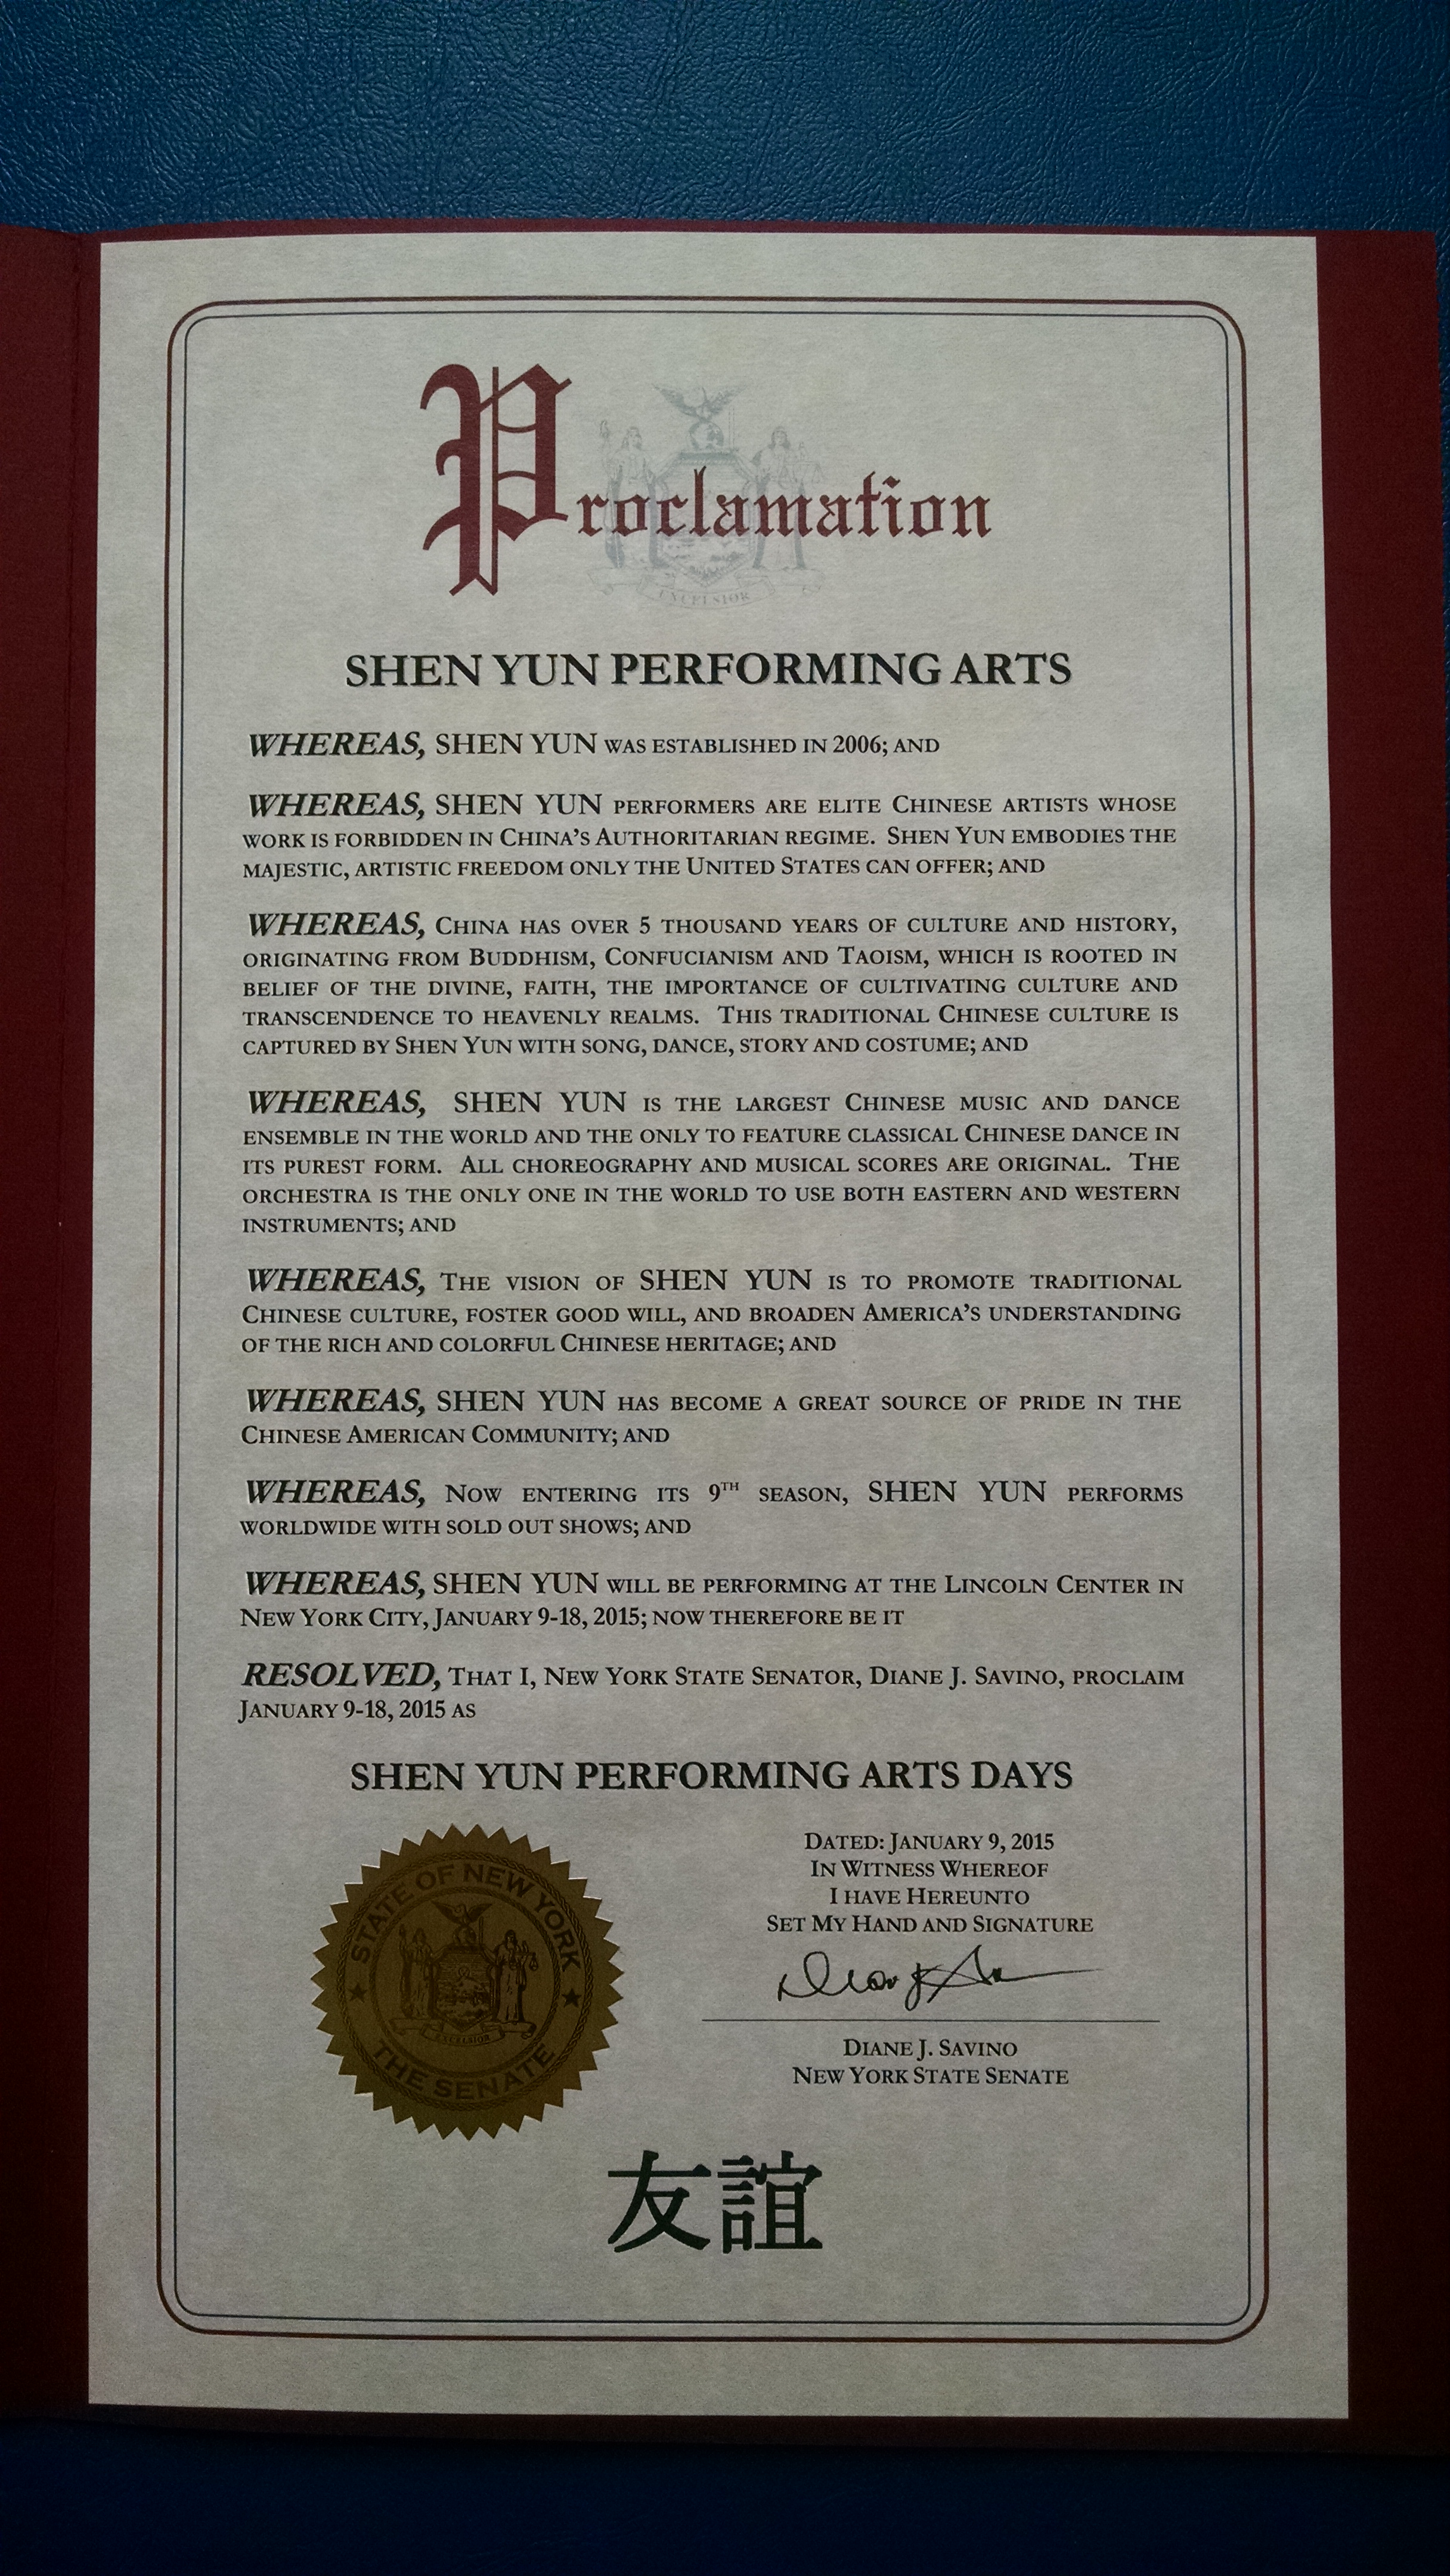 Proclamation
EXCELSIOR
SHEN YUN PERFORMING ARTS
WHEREAS, SHEN YUN WAS ESTABLISHED IN 2006; AND
WHEREAS, SHEN YUN PERFORMERS ARE ELITE CHINESE ARTISTS WHOSE
WORK IS FORBIDDEN IN CHINA'S AUTHORITARIAN REGIME. SHEN YUN EMBODIES THE
MAJESTIC, ARTISTIC FREEDOM ONLY THE UNITED STATES CAN OFFER; AND
WHEREAS, CHINA HAS OVER 5 THOUSAND YEARS OF CULTURE AND HISTORY,
ORIGINATING FROM BUDDHISM, CONFUCIANISM AND TAOISM, WHICH IS ROOTED IN
BELIEF OF THE DIVINE, FAITH, THE IMPORTANCE OF CULTIVATING CULTURE AND
TRANSCENDENCE TO HEAVENLY REALMS. THIS TRADITIONAL CHINESE CULTURE IS
CAPTURED BY SHEN YUN WITH SONG, DANCE, STORY AND COSTUME; AND
WHEREAS, SHEN YUN IS THE LARGEST CHINESE MUSIC AND DANCE
ENSEMBLE IN THE WORLD AND THE ONLY TO FEATURE CLASSICAL CHINESE DANCE IN
ITS PUREST FORM. ALL CHOREOGRAPHY AND MUSICAL SCORES ARE ORIGINAL. THE
ORCHESTRA IS THE ONLY ONE IN THE WORLD TO USE BOTH EASTERN AND WESTERN
INSTRUMENTS; AND
WHEREAS, THE VISION OF SHEN YUN IS TO PROMOTE TRADITIONAL
CHINESE CULTURE, FOSTER GOOD WILL, AND BROADEN AMERICA'S UNDERSTANDING
OF THE RICH AND COLORFUL CHINESE HERITAGE; AND
WHEREAS, SHEN YUN HAS BECOME A GREAT SOURCE OF PRIDE IN THE
CHINESE AMERICAN COMMUNITY; AND
WHEREAS, NOW ENTERING ITS 9TH SEASON, SHEN YUN PERFORMS
WORLDWIDE WITH SOLD OUT SHOWS; AND
WHEREAS, SHEN YUN WILL BE PERFORMING AT THE LINCOLN CENTER IN
NEW YORK CITY, JANUARY 9-18, 2015; NOW THEREFORE BE IT
RESOLVED, THAT I, NEW YORK STATE SENATOR, DIANE J. SAVINO, PROCLAIM
JANUARY 9-18, 2015 AS
SHEN YUN PERFORMING ARTS DAYS
STATE OF NEW YORK
EXCELSIOR
THE SENATE
DATED: JANUARY 9, 2015
IN WITNESS WHEREOF
I HAVE HEREUNTO
SET MY HAND AND SIGNATURE
DIANE J. SAVINO
NEW YORK STATE SENATE
友誼